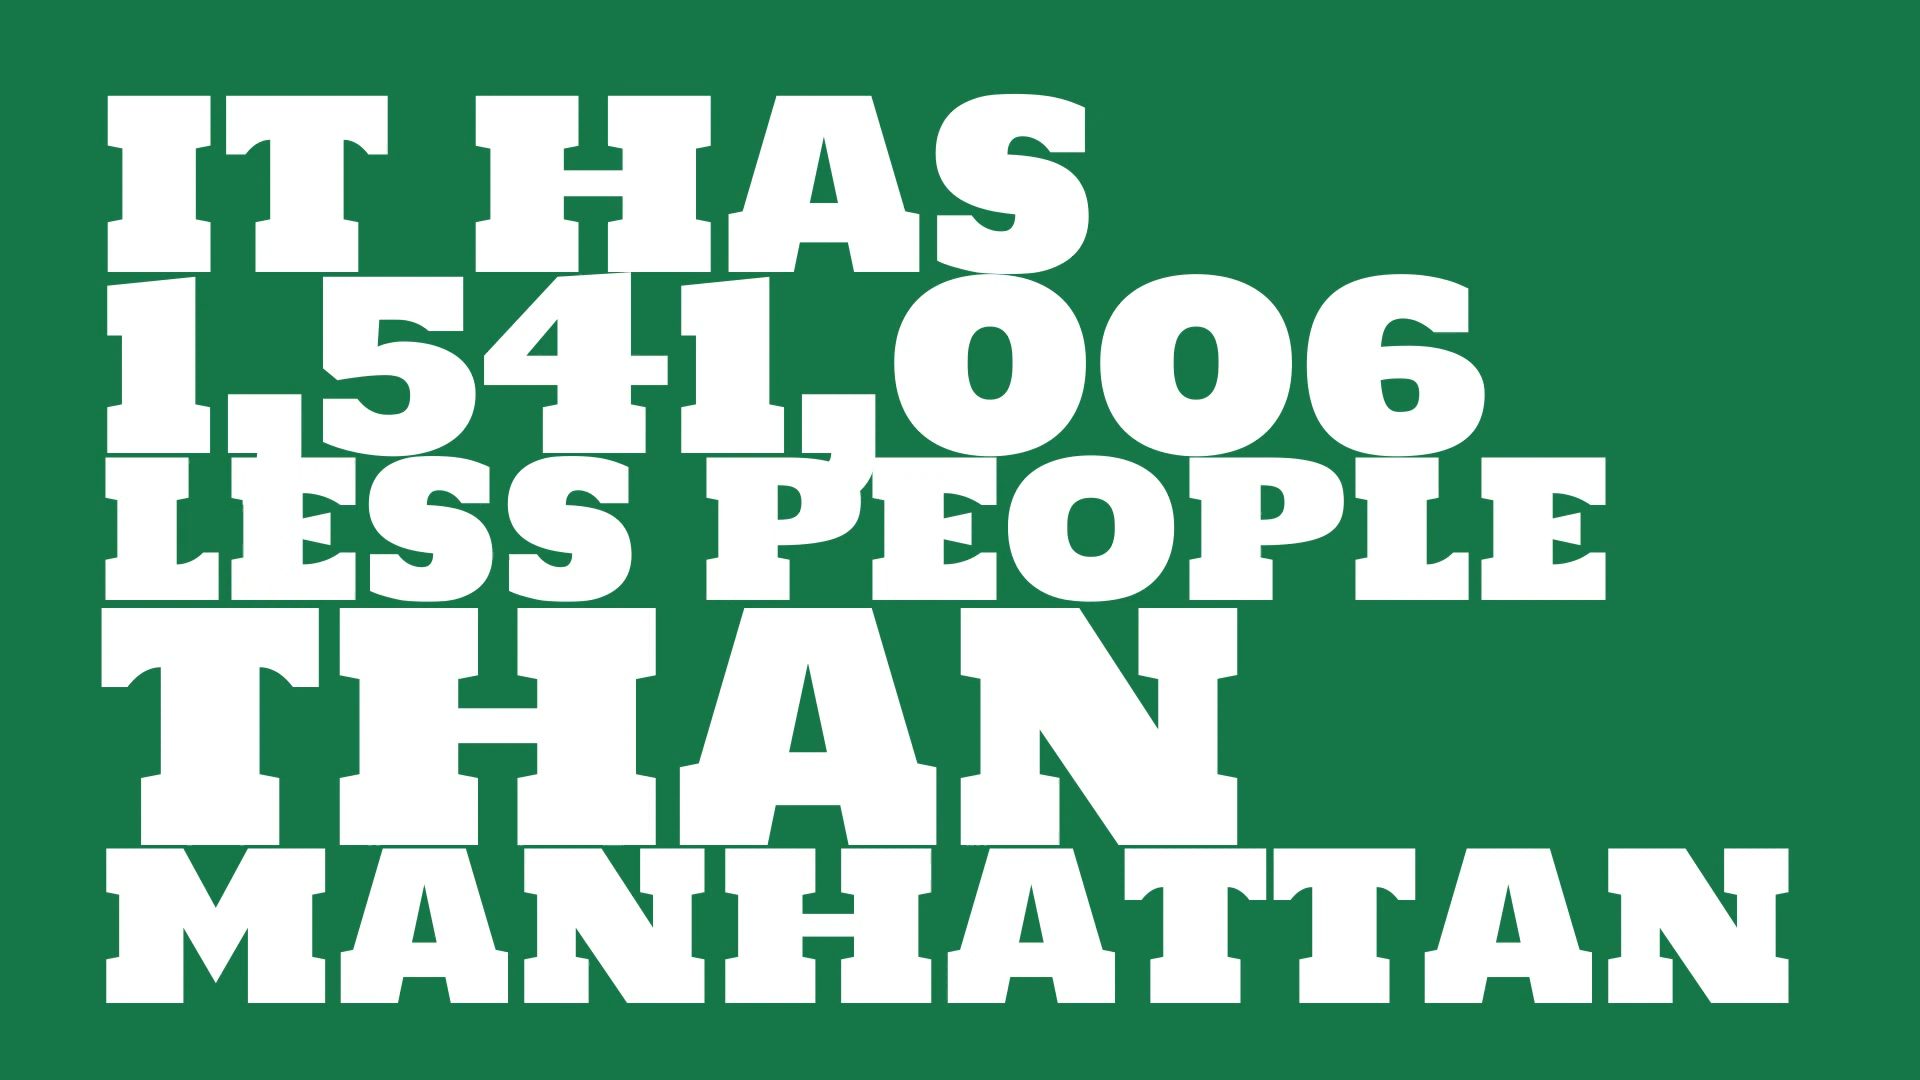 IT HAS
1,541,006
LESS PEOPLE
THAN
MANHATTAN